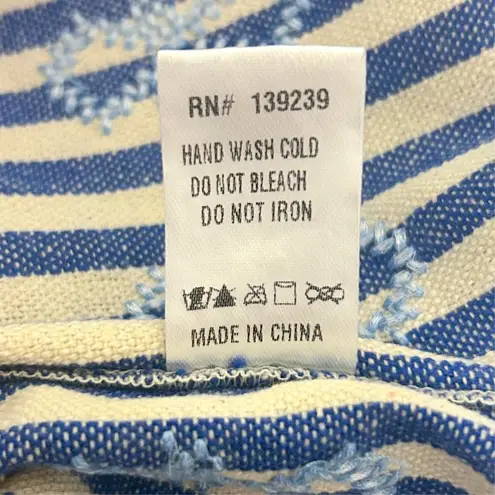 RN# 139239
HAND WASH COLD
DO NOT BLEACH
DO NOT IRON
MADE IN CHINA